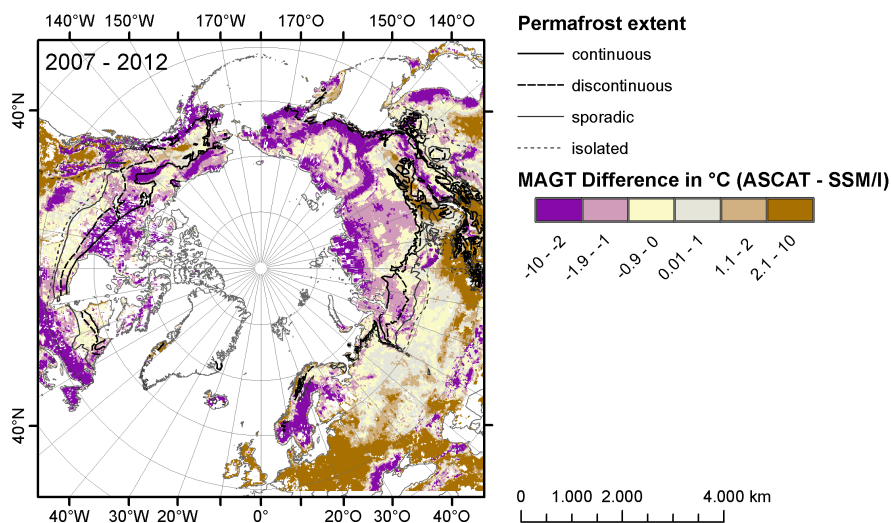 140°W 150°W 170°W 170°O 150°O 140°O
2007 - 2012
40°N
40°N
40°W 30°W 20°W 0° 20°O 30°O 40°O
Permafrost extent
continuous
discontinuous
sporadic
isolated
MAGT Difference in °C (ASCAT - SSM/I)
-10 - -2
-1.9 - -1
-0.9 - 0
0.01 - 1
1.1 - 2
2.1 - 10
0 1.000 2.000 4.000 km